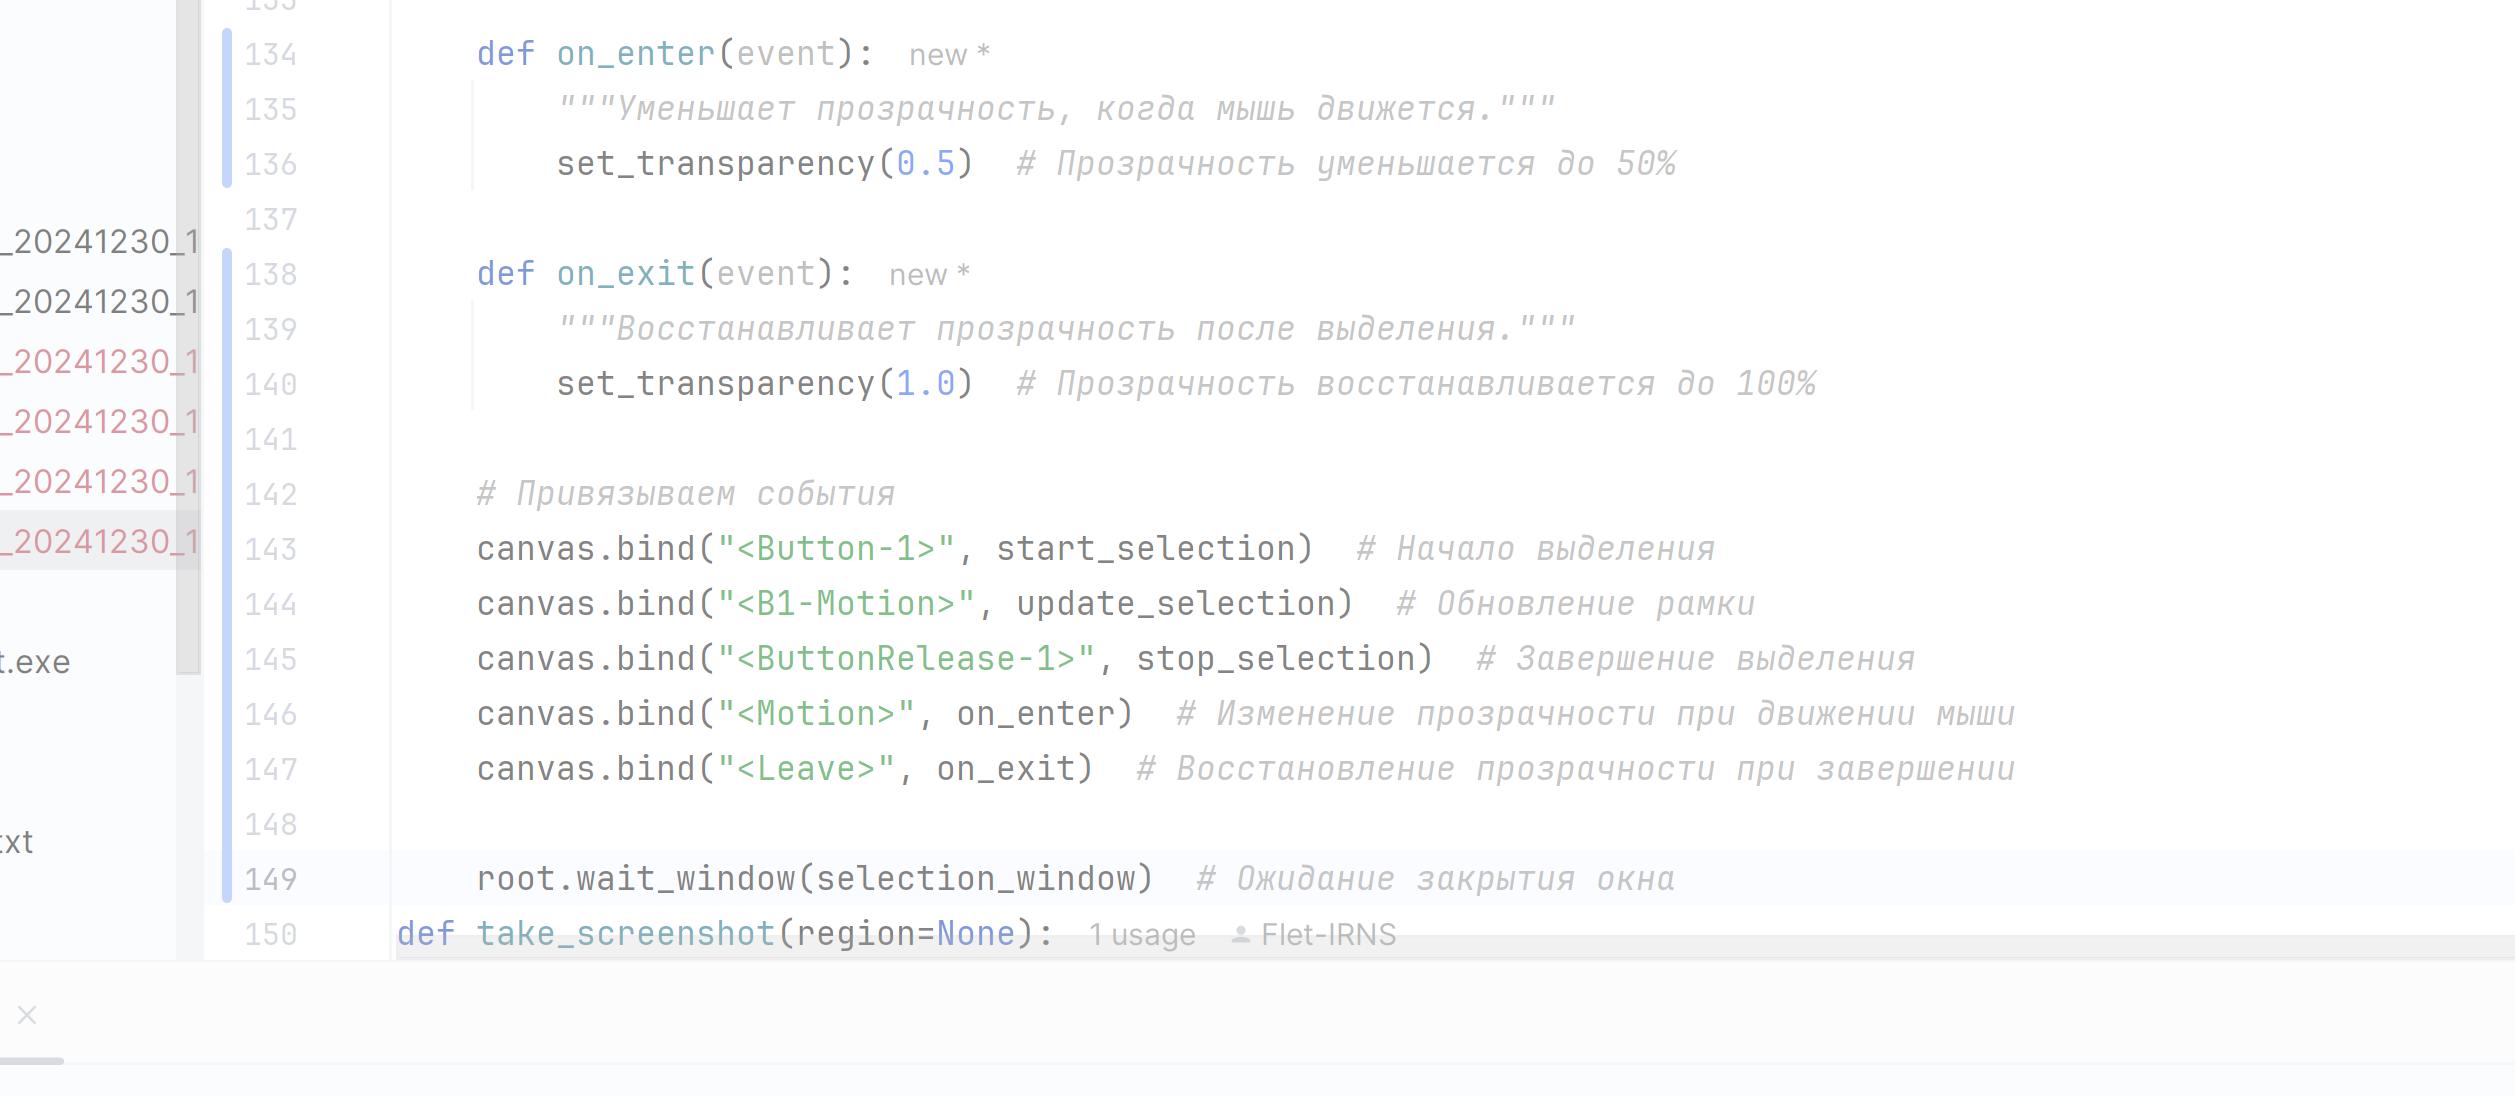 134 def on_enter(event): new *
135 """Уменьшает прозрачность, когда мышь движется."""
136 set_transparency(0.5) # Прозрачность уменьшается до 50%
137
_20241230_1
138 def on_exit(event): new *
_20241230_1
139 """Восстанавливает прозрачность после выделения."""
_20241230_1
140 set_transparency(1.0) # Прозрачность восстанавливается до 100%
_20241230_1
141
_20241230_1
142 # Привязываем события
_20241230_1
143 canvas.bind("<Button-1>", start_selection) # Начало выделения
144 canvas.bind("<B1-Motion>", update_selection) # Обновление рамки
t.exe
145 canvas.bind("<ButtonRelease-1>", stop_selection) # Завершение выделения
146 canvas.bind("<Motion>", on_enter) # Изменение прозрачности при движении мыши
147 canvas.bind("<Leave>", on_exit) # Восстановление прозрачности при завершении
148
txt
149 root.wait_window(selection_window) # Ожидание закрытия окна
150 def take_screenshot(region=None): 1 usage Flet-IRNS